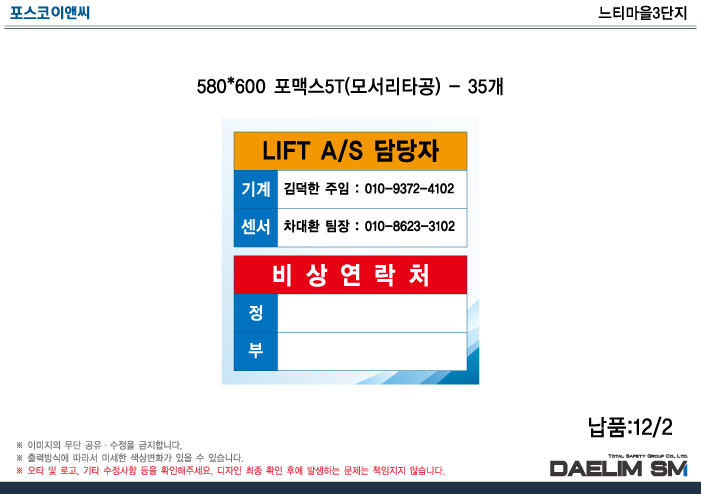 포스코이앤씨
느티마을3단지
580*600 포맥스5T(모서리타공) - 35개
LIFT A/S 담당자
기계 김덕한 주임 : 010-9372-4102
센서 차대환 팀장 : 010-8623-3102
비 상 연 락 처
정
부
납품:12/2
※ 이미지의 무단 공유·수정을 금지합니다.
※ 출력방식에 따라서 미세한 색상변화가 있을 수 있습니다.
※ 오타 및 로고, 기타 수정사항 등을 확인해주세요. 디자인 최종 확인 후에 발생하는 문제는 책임지지 않습니다.
TOTAL SAFETY GROUP CO., LTD.
DAELIM SM